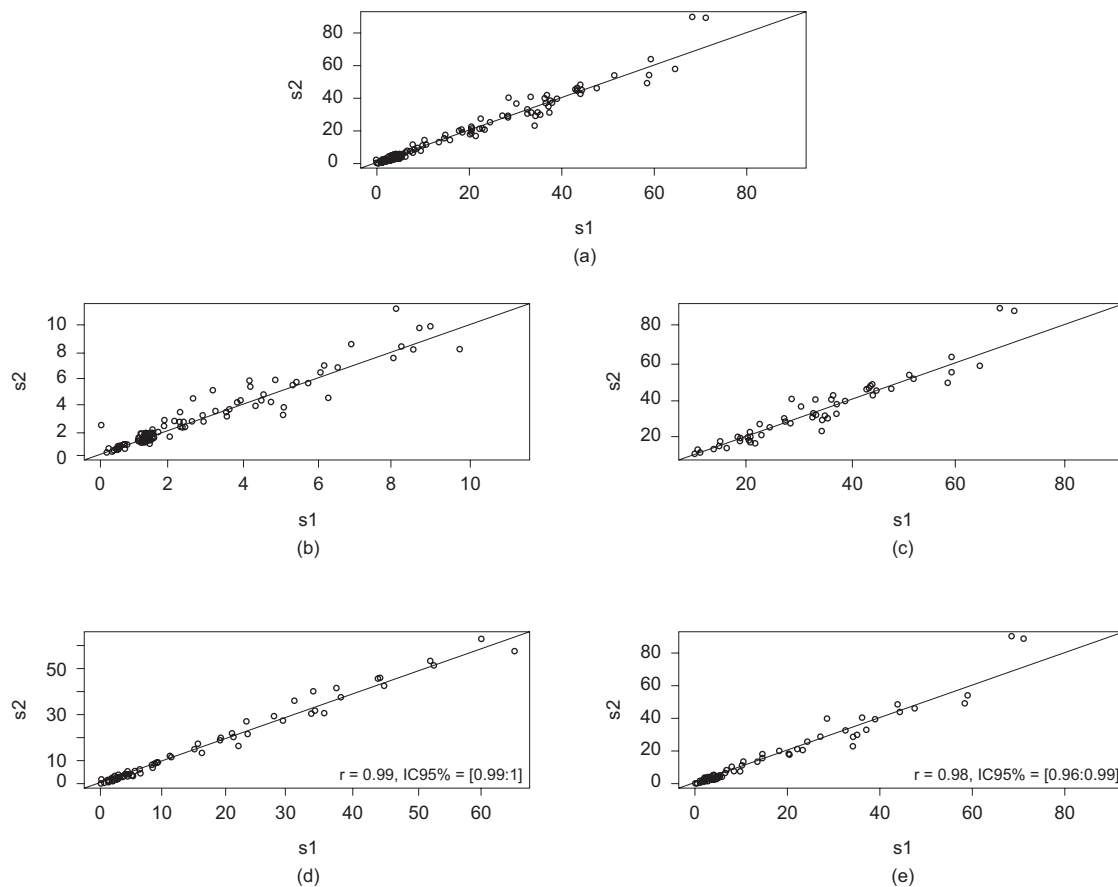 80
60
s2
40
20
0
0 20 40 60 80
s1
(a)
10
8
s2
6
4
2
0
0 2 4 6 8 10
s1
(b)
80
60
s2
40
20
20 40 60 80
s1
(c)
50
s2
30
10
0
r = 0.99, IC95% = [0.99:1]
0 10 20 30 40 50 60
s1
(d)
80
60
s2
40
20
0
r = 0.98, IC95% = [0.96:0.99]
0 20 40 60 80
s1
(e)